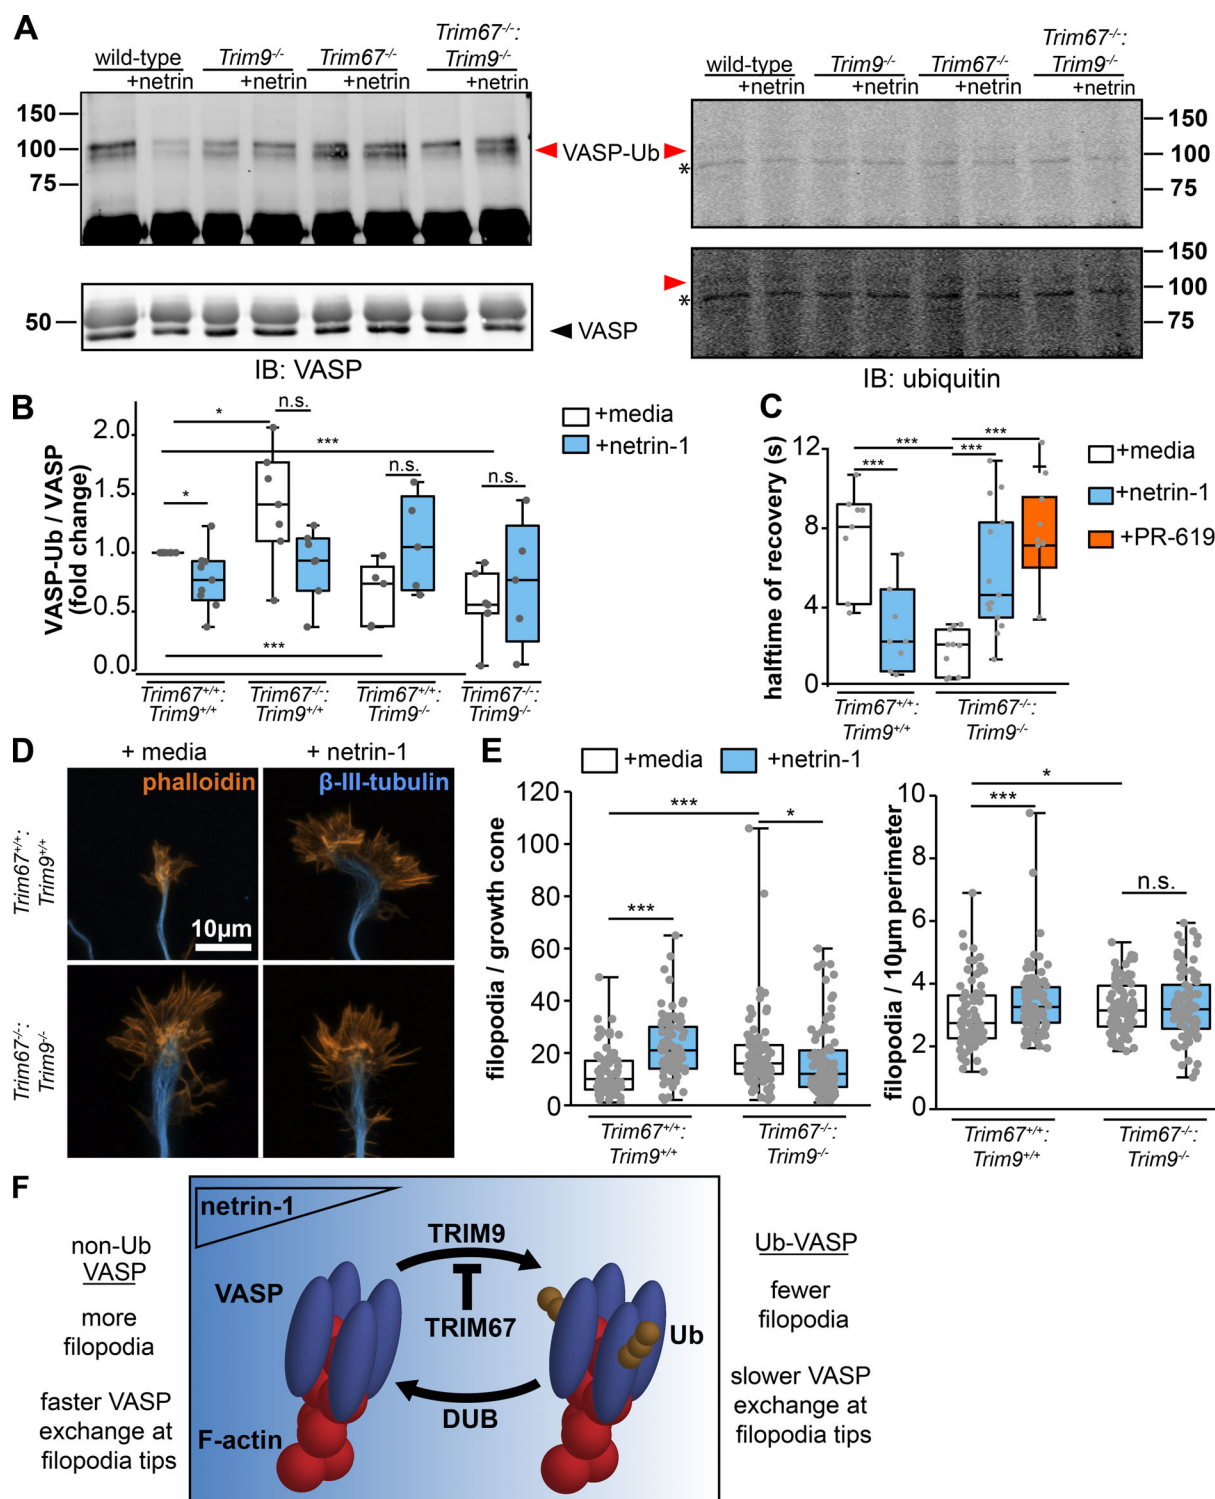 A
wild-type Trim9-/- Trim67-/- Trim67-/-: Trim9-/-
+netrin +netrin +netrin +netrin
150
100
75
50
VASP-Ub
VASP
IB: VASP
wild-type Trim9-/- Trim67-/- Trim67-/-: Trim9-/-
+netrin +netrin +netrin +netrin
150
100
75
*
150
100
75
*
IB: ubiquitin
B
VASP-Ub / VASP
(fold change)
2.0
1.5
1.0
0.5
0.0
*
n.s.
***
*
n.s.
n.s.
***
+media
+netrin-1
Trim67+/+: Trim67-/-: Trim67+/+: Trim67-/-:
Trim9+/+ Trim9+/+ Trim9-/- Trim9-/-
C
halftime of recovery (s)
12
8
4
0
***
***
***
***
+media
+netrin-1
+PR-619
Trim67+/+: Trim67-/-:
Trim9+/+ Trim9-/-
D
+ media + netrin-1
phalloidin β-III-tubulin
Trim67+/+:
Trim9+/+
10µm
Trim67-/-:
Trim9-/-
E
+media +netrin-1
filopodia / growth cone
120
100
80
60
40
20
0
***
*
***
Trim67+/+: Trim67-/-:
Trim9+/+ Trim9-/-
filopodia / 10µm perimeter
10
8
6
4
2
0
*
***
n.s.
Trim67+/+: Trim67-/-:
Trim9+/+ Trim9-/-
F
netrin-1
non-Ub
VASP
more
filopodia
faster VASP
exchange at
filopodia tips
VASP
TRIM9
TRIM67
DUB
F-actin
Ub
Ub-VASP
fewer
filopodia
slower VASP
exchange at
filopodia tips